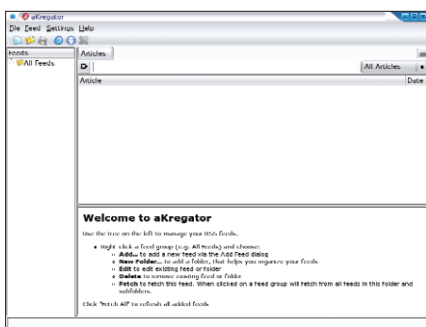 aKregator
File Feed Settings Help
Feeds
Articles
All Feeds
All Articles
Article
Date
Welcome to aKregator
Use the tree on the left to manage your RSS feeds.
Right click a feed group (e.g. All Feeds) and choose:
Add... to add a new feed via the Add Feed dialog
New Folder... to add a folder, that helps you organize your feeds
Edit to edit existing feed or folder
Delete to remove existing feed or folder
Fetch to fetch this feed. When clicked on a feed group will fetch from all feeds in this folder and
subfolders.
Click "Fetch All" to refresh all added feeds